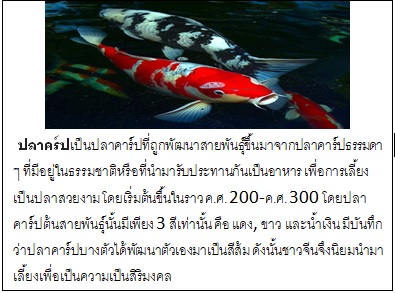 ปลาคร์ปเป็นปลาคาร์ปที่ถูกพัฒนาสายพันธุ์ขึ้นมาจากปลาคาร์ปธรรมดา
ๆ ที่มีอยู่ในธรรมชาติหรือที่นำมารับประทานกันเป็นอาหาร เพื่อการเลี้ยง
เป็นปลาสวยงาม โดยเริ่มต้นขึ้นในราว ค.ศ. 200-ค.ศ. 300 โดยปลา
คาร์ปต้นสายพันธุ์นั้นมีเพียง 3 สีเท่านั้น คือ แดง, ขาว และน้ำเงิน มีบันทึก
ว่าปลาคาร์ปบางตัวได้พัฒนาตัวเองมาเป็นสีส้ม ดังนั้นชาวจีนจึงนิยมนำมา
เลี้ยงเพื่อเป็นความเป็นสิริมงคล